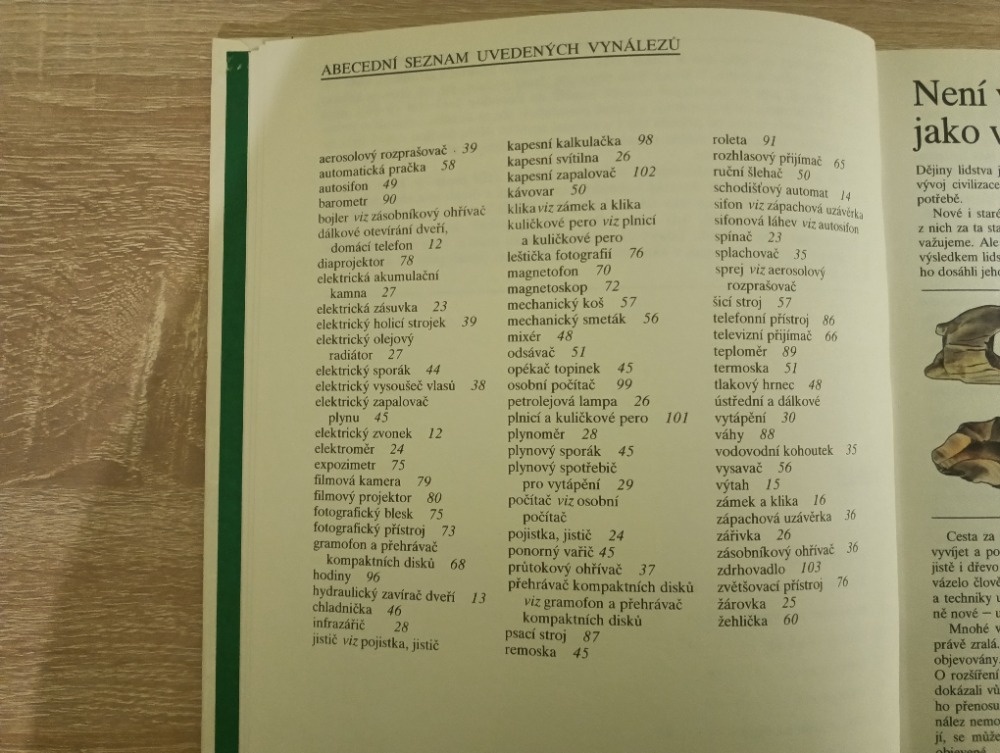 ABECEDNÍ SEZNAM UVEDENÝCH VYNÁLEZŮ
aerosolový rozprašovač 39
automatická pračka 58
autosifon 49
barometr 90
bojler viz zásobníkový ohřívač
dálkové otevírání dveří,
domácí telefon 12
diaprojektor 78
elektrická akumulační
kamna 27
elektrická zásuvka 23
elektrický holicí strojek 39
elektrický olejový
radiátor 27
elektrický sporák 44
elektrický vysoušeč vlasů 38
elektrický zapalovač
plynu 45
elektrický zvonek 12
elektroměr 24
expozimetr 75
filmová kamera 79
filmový projektor 80
fotografický blesk 75
fotografický přístroj 73
gramofon a přehrávač
kompaktních disků 68
hodiny 96
hydraulický zavírač dveří 13
chladnička 46
infrazářič 28
jistič viz pojistka, jistič
kapesní kalkulačka 98
kapesní svítilna 26
kapesní zapalovač 102
kávovar 50
klika viz zámek a klika
kuličkové pero viz plnicí
a kuličkové pero
leštička fotografií 76
magnetofon 70
magnetoskop 72
mechanický koš 57
mechanický smeták 56
mixér 48
odsávač 51
opékač topinek 45
osobní počítač 99
petrolejová lampa 26
plnicí a kuličkové pero 101
plynoměr 28
plynový sporák 45
plynový spotřebič
pro vytápění 29
počítač viz osobní
počítač
pojistka, jistič 24
ponorný vařič 45
průtokový ohřívač 37
přehrávač kompaktních disků
viz gramofon a přehrávač
kompaktních disků
psací stroj 87
remoska 45
roleta 91
rozhlasový přijímač 65
ruční šlehač 50
schodišťový automat 14
sifon viz zápachová uzávěrka
sifonová láhev viz autosifon
spínač 23
splachovač 35
sprej viz aerosolový
rozprašovač
šicí stroj 57
telefonní přístroj 86
televizní přijímač 66
teploměr 89
termoska 51
tlakový hrnec 48
ústřední a dálkové
vytápění 30
váhy 88
vodovodní kohoutek 35
vysavač 56
výtah 15
zámek a klika 16
zápachová uzávěrka 36
zářivka 26
zásobníkový ohřívač 36
zdrhovadlo 103
zvětšovací přístroj 76
žárovka 25
žehlička 60
Není
jako
Dějiny lidstva
vývoj civilizace
potřebě.
Nové i staré
z nich za ta
važujeme. Ale
výsledkem
ho dosáhli
Cesta za
vyvíjet a
jistě i dřevo
vázelo
a techniky
ně nové –
Mnohé
právě zralá.
objevovány.
O rozšíření
dokázali
ho přenosu
nález
jí, se může